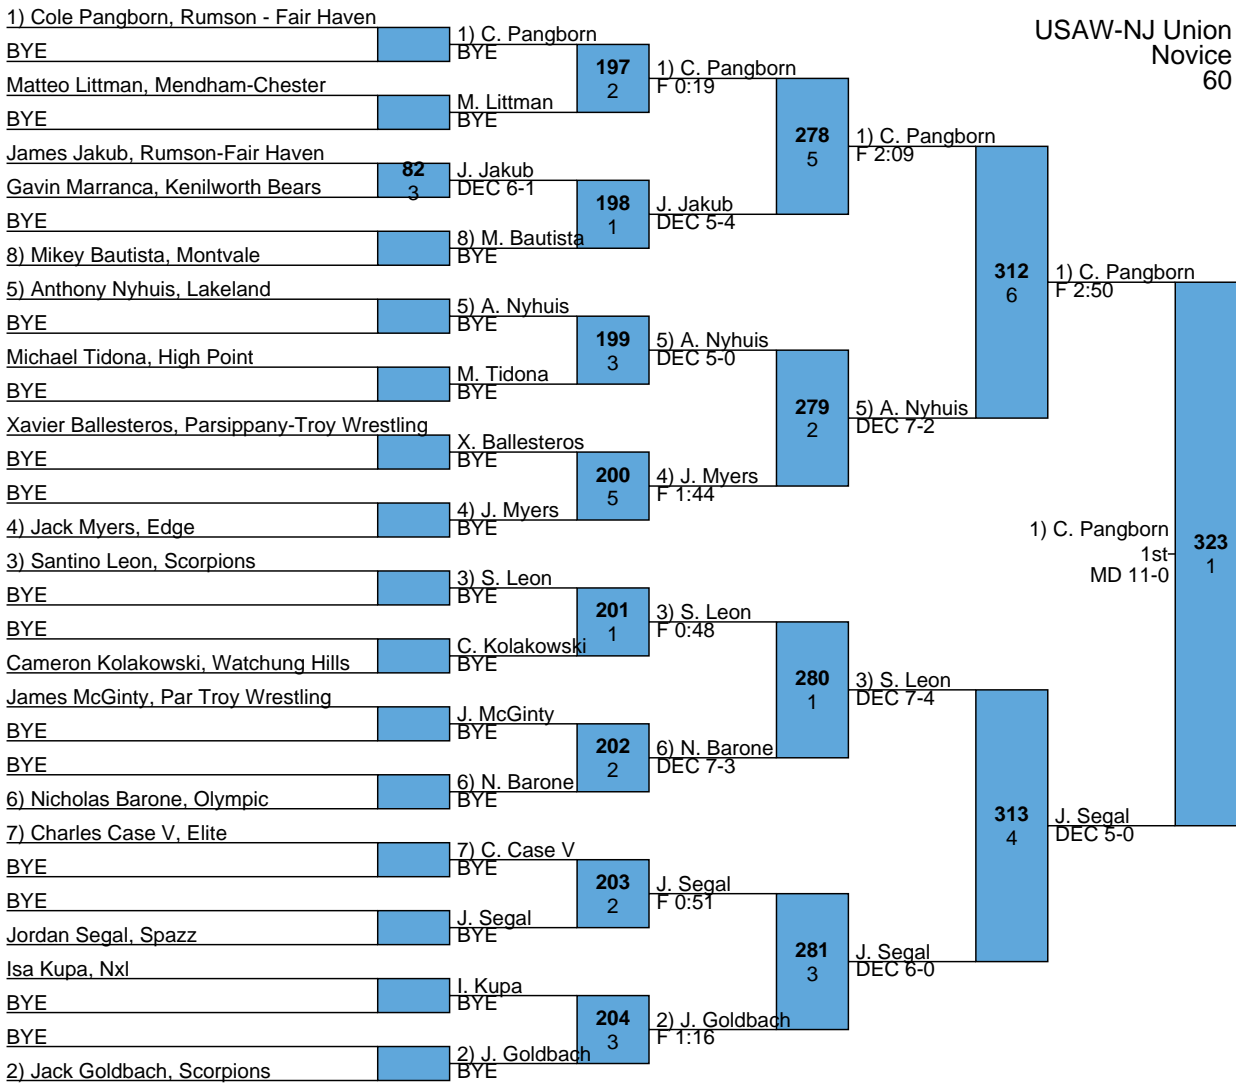 USAW-NJ Union
Novice
60
1) Cole Pangborn, Rumson - Fair Haven
BYE
Matteo Littman, Mendham-Chester
BYE
James Jakub, Rumson-Fair Haven
Gavin Marranca, Kenilworth Bears
BYE
8) Mikey Bautista, Montvale
5) Anthony Nyhuis, Lakeland
BYE
Michael Tidona, High Point
BYE
Xavier Ballesteros, Parsippany-Troy Wrestling
BYE
BYE
4) Jack Myers, Edge
3) Santino Leon, Scorpions
BYE
BYE
Cameron Kolakowski, Watchung Hills
James McGinty, Par Troy Wrestling
BYE
BYE
6) Nicholas Barone, Olympic
7) Charles Case V, Elite
BYE
BYE
Jordan Segal, Spazz
Isa Kupa, Nxl
BYE
BYE
2) Jack Goldbach, Scorpions
82
3
1) C. Pangborn
BYE
M. Littman
BYE
J. Jakub
DEC 6-1
8) M. Bautista
BYE
5) A. Nyhuis
BYE
M. Tidona
BYE
X. Ballesteros
BYE
4) J. Myers
BYE
3) S. Leon
BYE
C. Kolakowski
BYE
J. McGinty
BYE
6) N. Barone
BYE
7) C. Case V
BYE
J. Segal
BYE
I. Kupa
BYE
2) J. Goldbach
BYE
197
2
198
1
199
3
200
5
201
1
202
2
203
2
204
3
1) C. Pangborn
F 0:19
J. Jakub
DEC 5-4
5) A. Nyhuis
DEC 5-0
4) J. Myers
F 1:44
3) S. Leon
F 0:48
6) N. Barone
DEC 7-3
J. Segal
F 0:51
2) J. Goldbach
F 1:16
278
5
279
2
280
1
281
3
1) C. Pangborn
F 2:09
5) A. Nyhuis
DEC 7-2
3) S. Leon
DEC 7-4
J. Segal
DEC 6-0
312
6
313
4
1) C. Pangborn
F 2:50
J. Segal
DEC 5-0
323
1
1) C. Pangborn
1st
MD 11-0